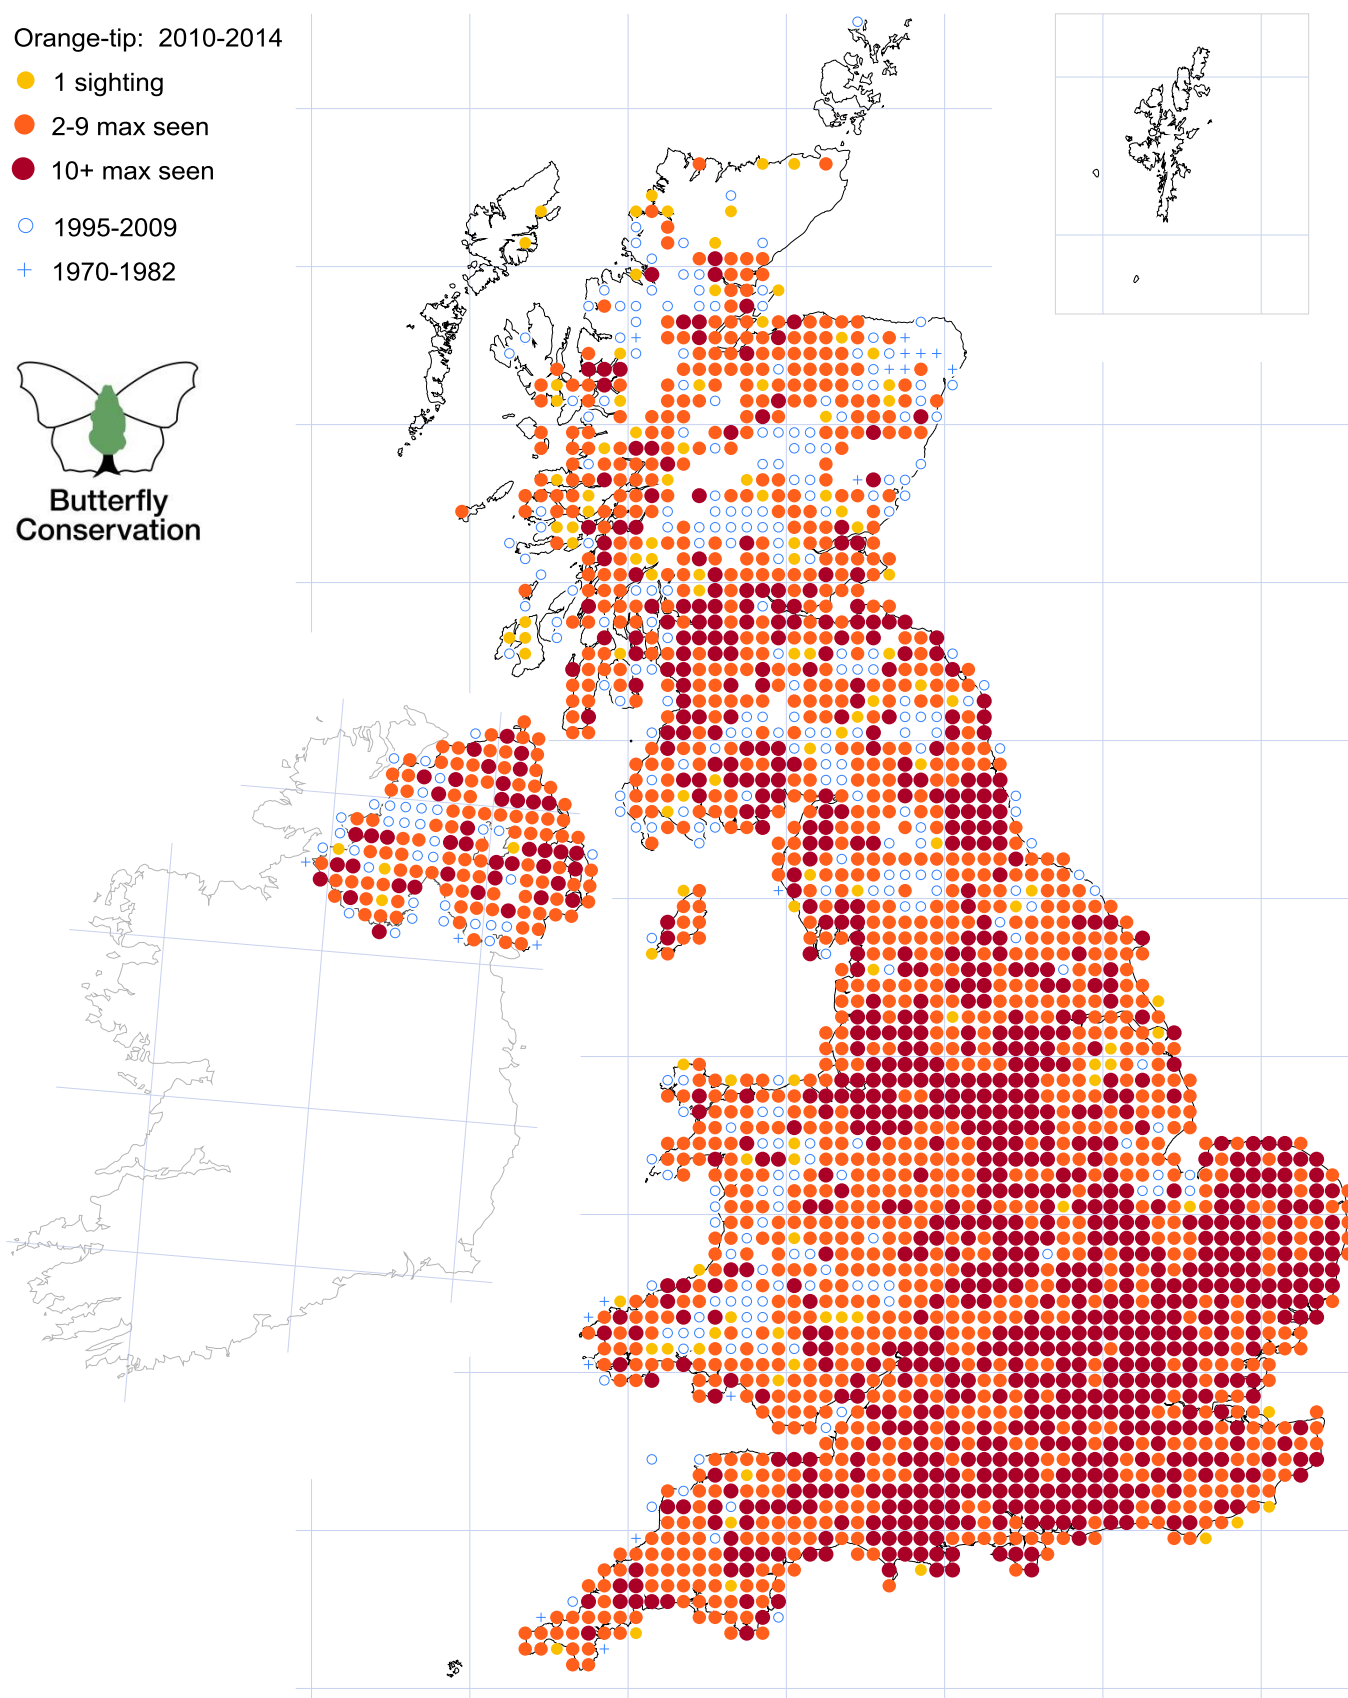 Orange-tip: 2010-2014
1 sighting
2-9 max seen
10+ max seen
1995-2009
1970-1982
Butterfly
Conservation